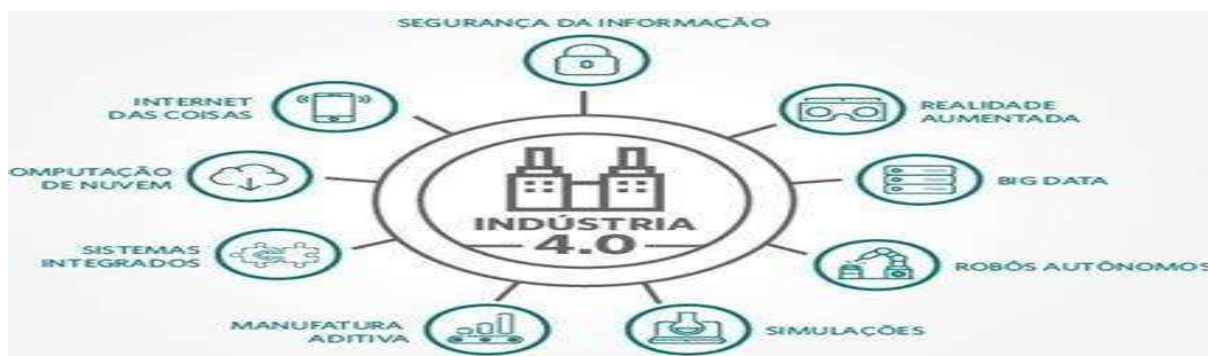 SEGURANÇA DA INFORMAÇÃO
INTERNET
DAS COISAS
REALIDADE
AUMENTADA
OMPUTAÇÃO
DE NUVEM
BIG DATA
INDÚSTRIA
4.0
SISTEMAS
INTEGRADOS
ROBÔS AUTÔNOMOS
MANUFATURA
ADITIVA
SIMULAÇÕES